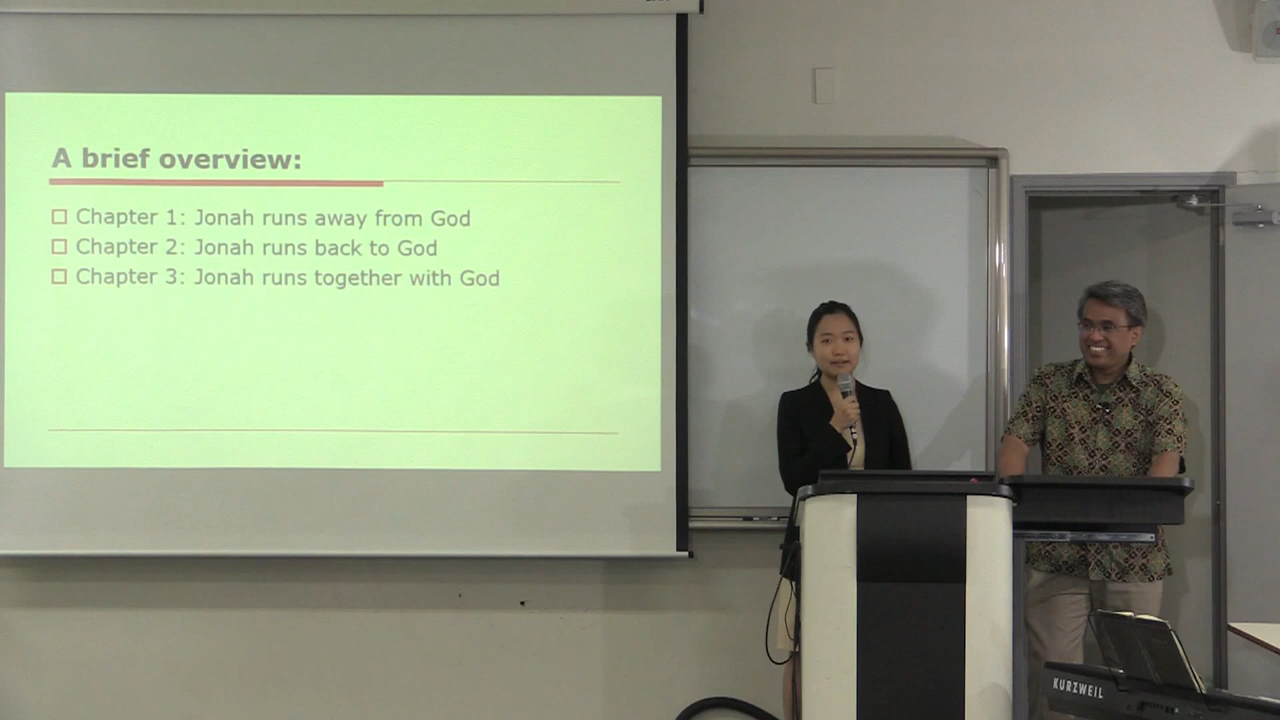 A brief overview:
Chapter 1: Jonah runs away from God
Chapter 2: Jonah runs back to God
Chapter 3: Jonah runs together with God
KURZWEIL